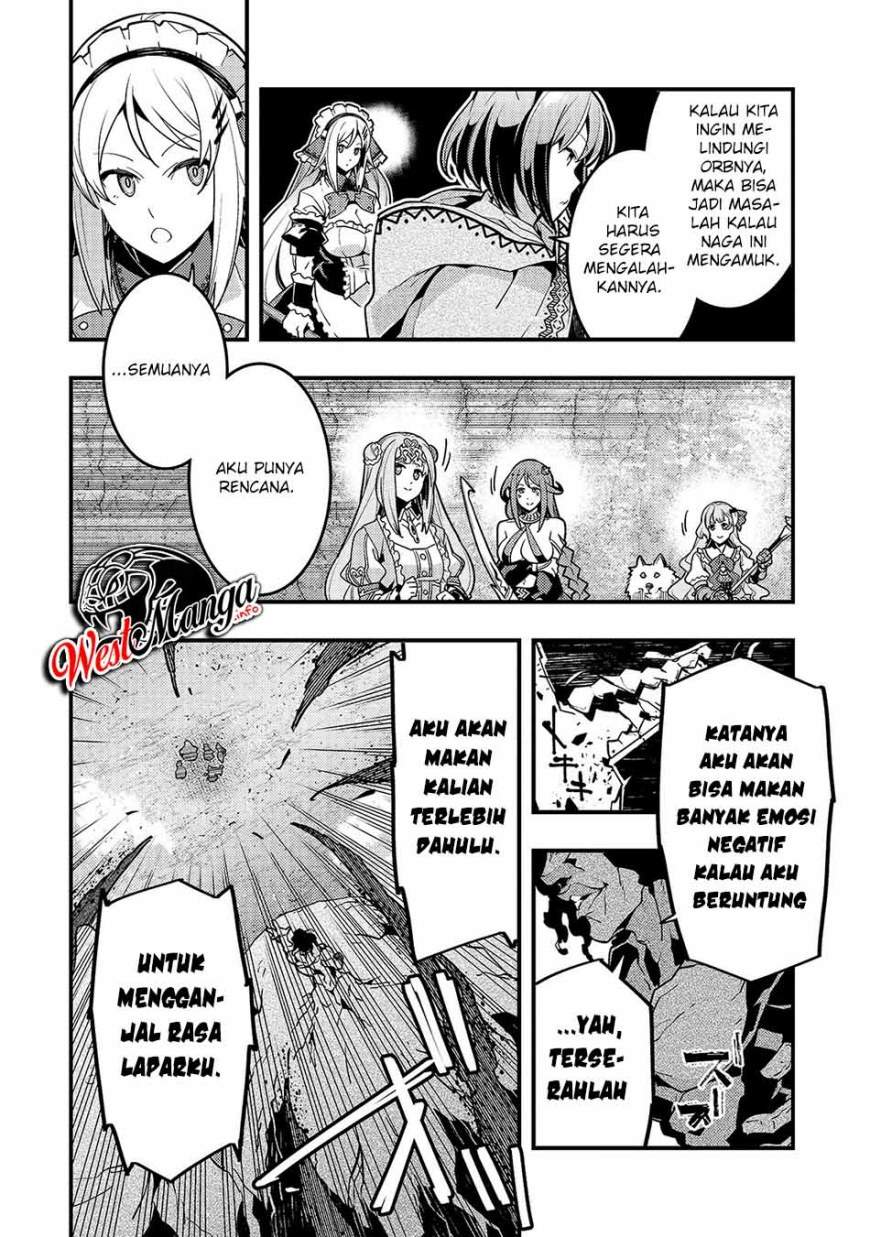 KALAU KITA
INGIN ME-
LINDUNGI
ORBNYA,
MAKA BISA
JADI MASA-
LAH KALAU
NAGA INI
MENGAMUK.
KITA
HARUS
SEGERA
MENGALAH-
KANNYA.
...SEMUANYA
AKU PUNYA
RENCANA.
WestManga
.info
KATANYA
AKU AKAN
BISA MAKAN
BANYAK EMOSI
NEGATIF
KALAU AKU
BERUNTUNG
...YAH,
TERSE-
RAHLAH
AKU AKAN
MAKAN
KALIAN
TERLEBIH
DAHULU.
UNTUK
MENGGAN-
JAL RASA
LAPARKU.